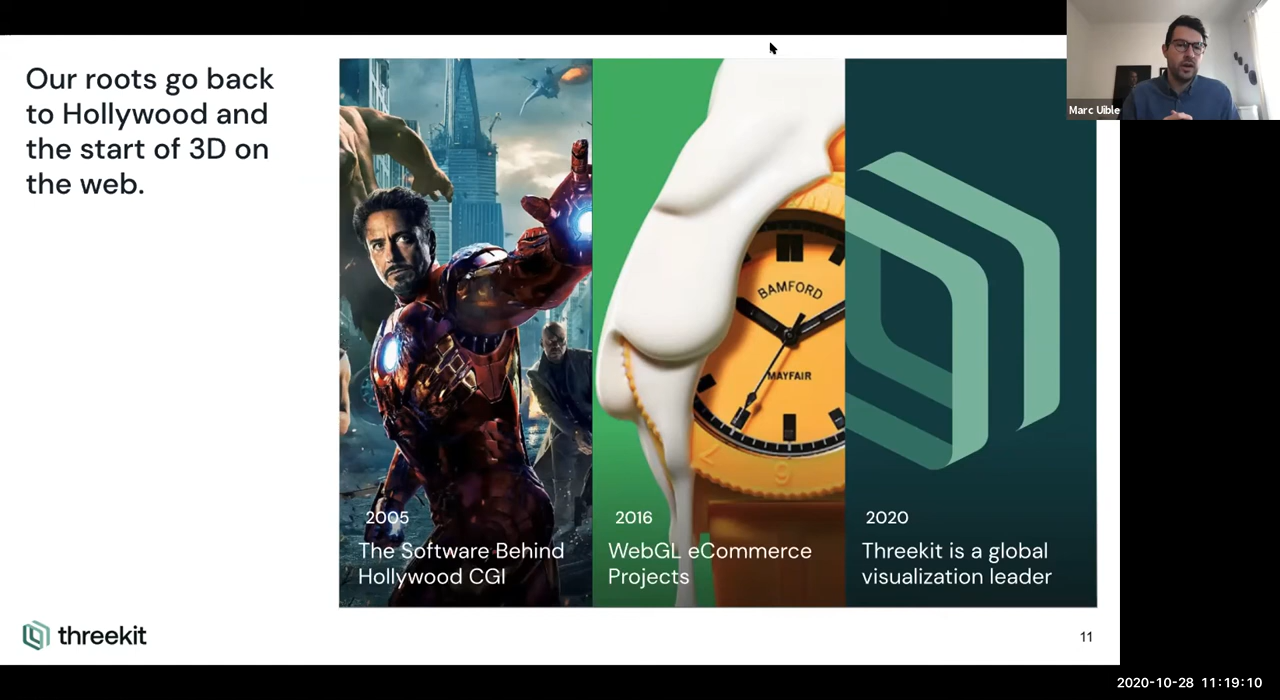 Our roots go back
to Hollywood and
the start of 3D on
the web.
Marc Uible
BAMFORD
MAYFAIR
9
2005
The Software Behind
Hollywood CGI
2016
WebGL eCommerce
Projects
2020
Threekit is a global
visualization leader
threekit
11
2020-10-28 11:19:10